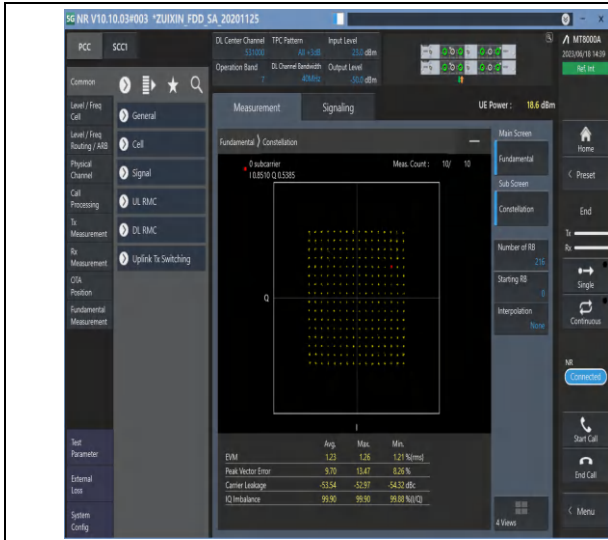 5G NR V10.10.03#003 *ZUIXIN_FDD_SA_20201125
PCC
SCC1
DL Center Channel
531000
TPC Pattern
All +3dB
Input Level
23.0 dBm
Operation Band
7
DL Channel Bandwidth
40MHz
Output Level
-50.0 dBm
MT8000A
2023/06/18 14:39
Ref. Int
Common
Level / Freq
Cell
Level / Freq
Routing / ARB
Physical
Channel
Call
Processing
Tx
Measurement
Rx
Measurement
OTA
Position
Fundamental
Measurement
Test
Parameter
External
Loss
System
Config
General
Cell
Signal
UL RMC
DL RMC
Uplink Tx Switching
Measurement
Signaling
UE Power : 18.6 dBm
Fundamental
Constellation
0 subcarrier
I 0.8510 Q 0.5385
Meas. Count : 10/ 10
Q
I
Avg. Max. Min.
EVM 1.23 1.26 1.21 %(rms)
Peak Vector Error 9.70 13.47 8.26 %
Carrier Leakage -53.54 -52.97 -54.32 dBc
IQ Imbalance 99.90 99.90 99.88 %(I/Q)
Main Screen
Fundamental
Sub Screen
Constellation
Number of RB
216
Starting RB
0
Interpolation
None
4 Views
Home
Preset
End
Tx
Rx
Single
Continuous
NR
Connected
Start Call
End Call
Menu